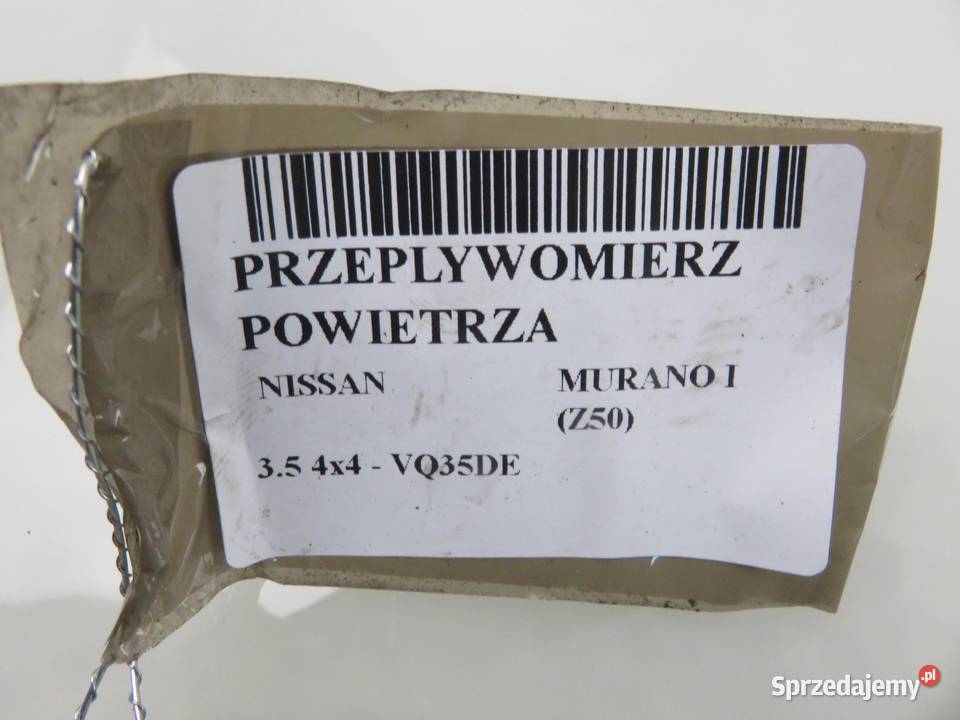 PRZEPLYWOMIERZ
POWIETRZA
NISSAN MURANO I
(Z50)
3.5 4x4 - VQ35DE
Sprzedajemy.pl